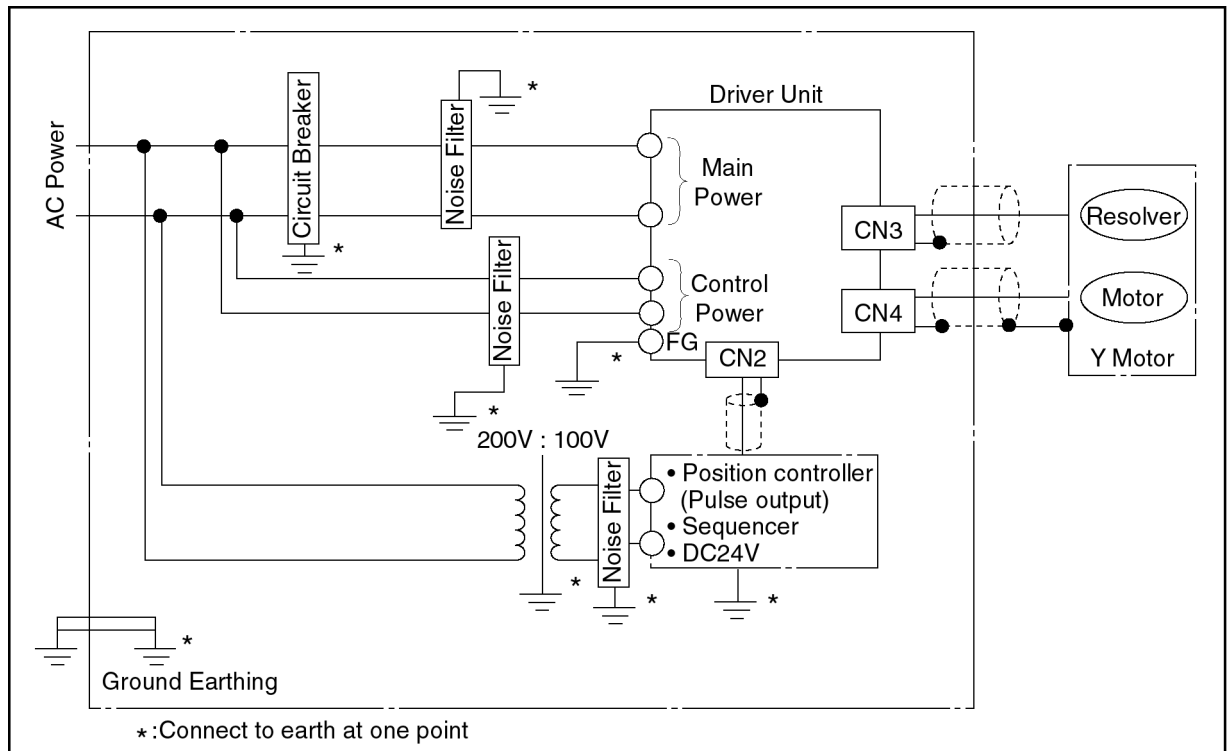 AC Power
Circuit Breaker
*
Noise Filter
*
Driver Unit
Main
Power
Noise Filter
*
Control
Power
FG
*
CN2
CN3
CN4
Resolver
Motor
Y Motor
200V : 100V
*
Noise Filter
*
• Position controller
(Pulse output)
• Sequencer
• DC24V
*
*
Ground Earthing
* :Connect to earth at one point